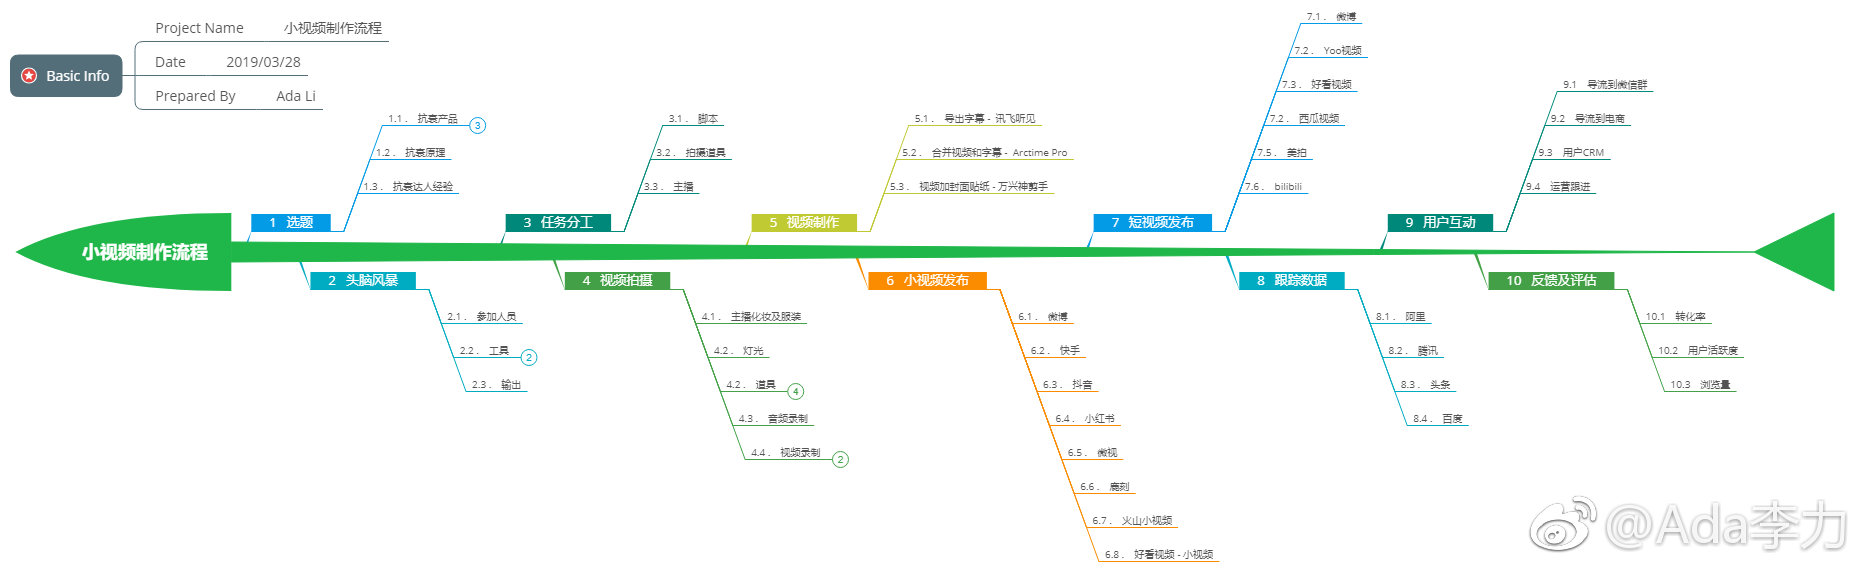 Project Name 小视频制作流程
Basic Info
Date 2019/03/28
Prepared By Ada Li
小视频制作流程
1 选题
1.1. 抗衰产品 3
1.2. 抗衰原理
1.3. 抗衰达人经验
2 头脑风暴
2.1. 参加人员
2.2. 工具 2
2.3. 输出
3 任务分工
3.1. 脚本
3.2. 拍摄道具
3.3. 主播
4 视频拍摄
4.1. 主播化妆及服装
4.2. 灯光
4.2. 道具 4
4.3. 音频录制
4.4. 视频录制 2
5 视频制作
5.1. 导出字幕 - 讯飞听见
5.2. 合并视频和字幕 - Arctime Pro
5.3. 视频加封面贴纸 - 万兴神剪手
6 小视频发布
6.1. 微博
6.2. 快手
6.3. 抖音
6.4. 小红书
6.5. 微视
6.6. 鹿刻
6.7. 火山小视频
6.8. 好看视频 - 小视频
7 短视频发布
7.1. 微博
7.2. Yoo视频
7.3. 好看视频
7.2. 西瓜视频
7.5. 美拍
7.6. bilibili
8 跟踪数据
8.1. 阿里
8.2. 腾讯
8.3. 头条
8.4. 百度
9 用户互动
9.1 导流到微信群
9.2 导流到电商
9.3 用户CRM
9.4 运营跟进
10 反馈及评估
10.1 转化率
10.2 用户活跃度
10.3 浏览量
@Ada李力